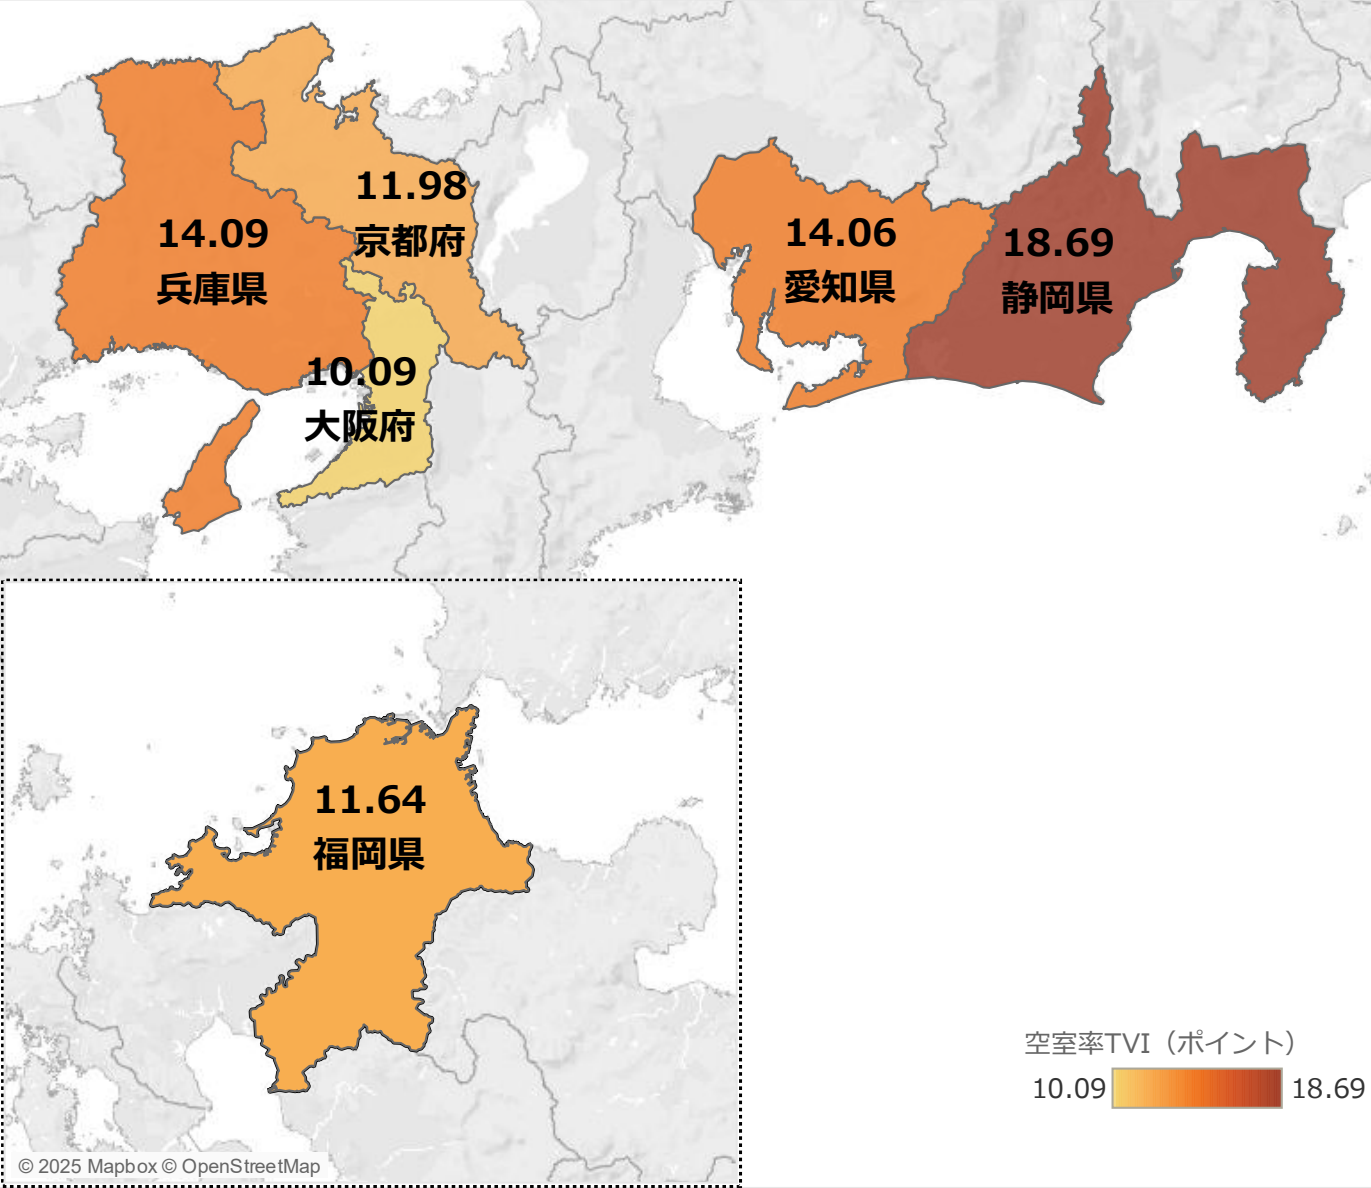 11.98
京都府
14.09
兵庫県
14.06
愛知県
18.69
静岡県
10.09
大阪府
11.64
福岡県
空室率TVI（ポイント）
10.09 18.69
© 2025 Mapbox © OpenStreetMap